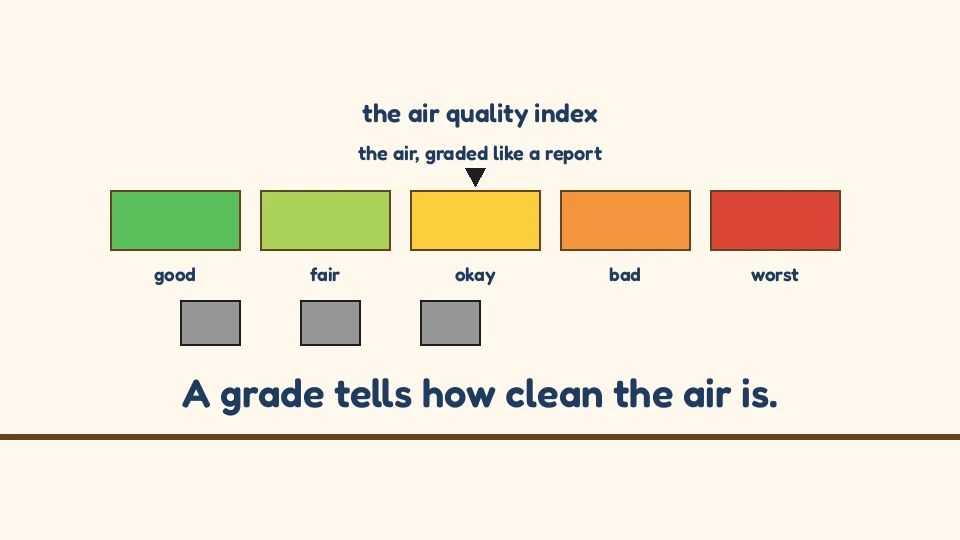 the air quality index
the air, graded like a report
good fair okay bad worst
A grade tells how clean the air is.